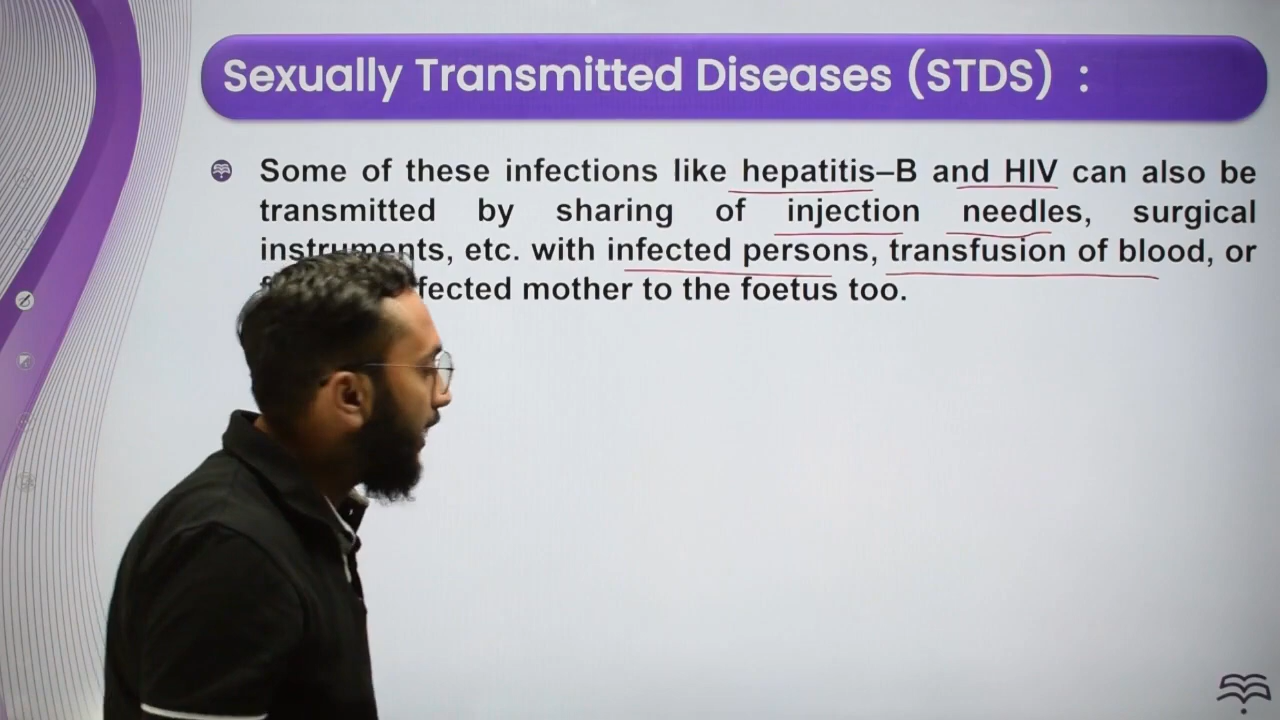 Sexually Transmitted Diseases (STDS) :
Some of these infections like hepatitis–B and HIV can also be
transmitted by sharing of injection needles, surgical
instruments, etc. with infected persons, transfusion of blood, or
mother to the foetus too.